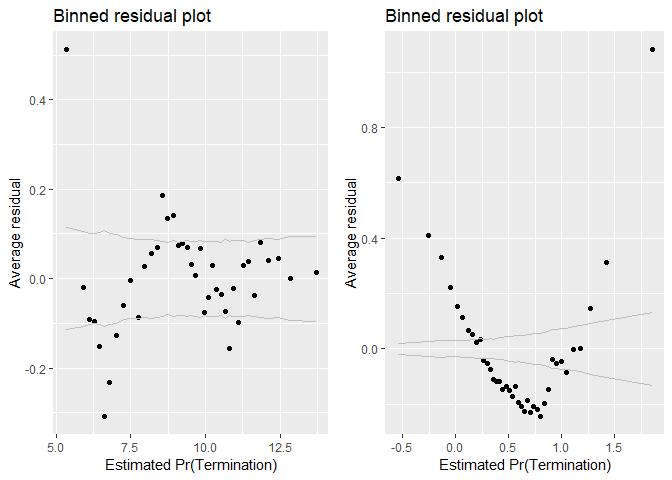 Binned residual plot
0.4
0.2
0.0
-0.2
Average residual
5.0 7.5 10.0 12.5
Estimated Pr(Termination)
Binned residual plot
0.8
0.4
0.0
Average residual
-0.5 0.0 0.5 1.0 1.5
Estimated Pr(Termination)